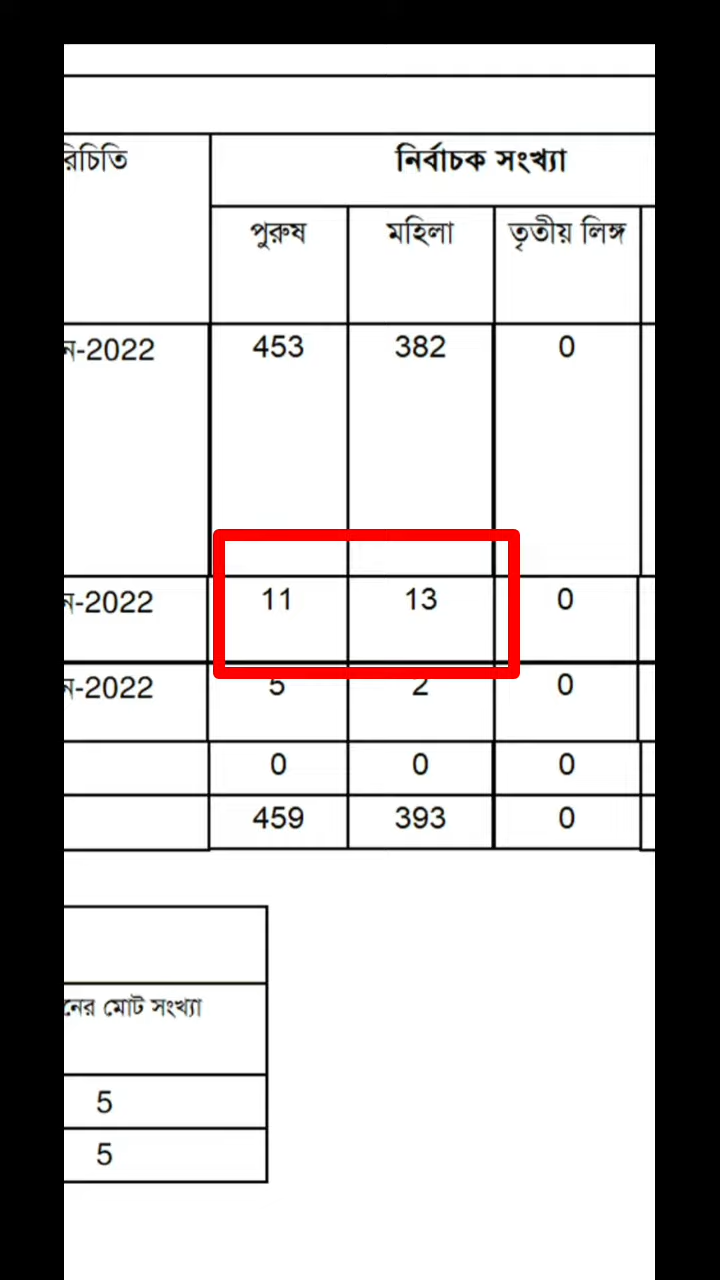 রিচিতি নির্বাচক সংখ্যা
পুরুষ মহিলা তৃতীয় লিঙ্গ
ন-2022 453 382 0
ন-2022 11 13 0
ন-2022 5 2 0
0 0 0
459 393 0
নের মোট সংখ্যা
5
5